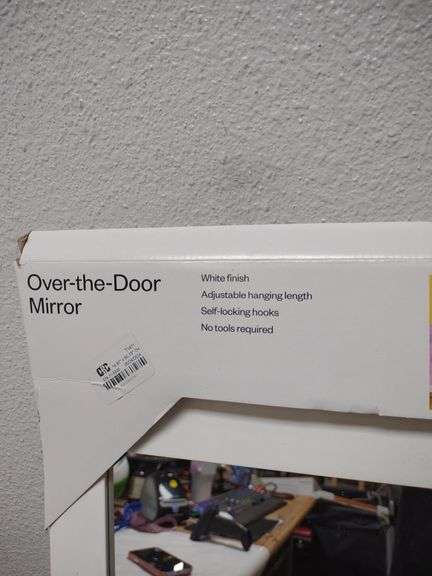 Over-the-Door
Mirror
White finish
Adjustable hanging length
Self-locking hooks
No tools required